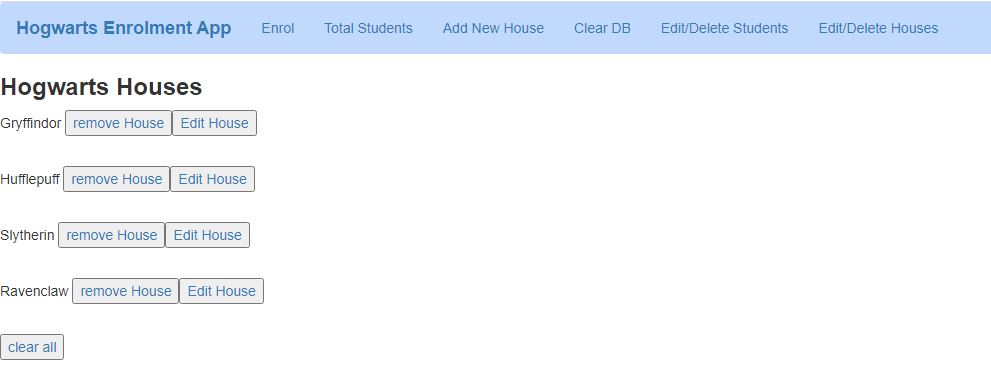 Hogwarts Enrolment App Enrol Total Students Add New House Clear DB Edit/Delete Students Edit/Delete Houses
Hogwarts Houses
Gryffindor remove House Edit House
Hufflepuff remove House Edit House
Slytherin remove House Edit House
Ravenclaw remove House Edit House
clear all